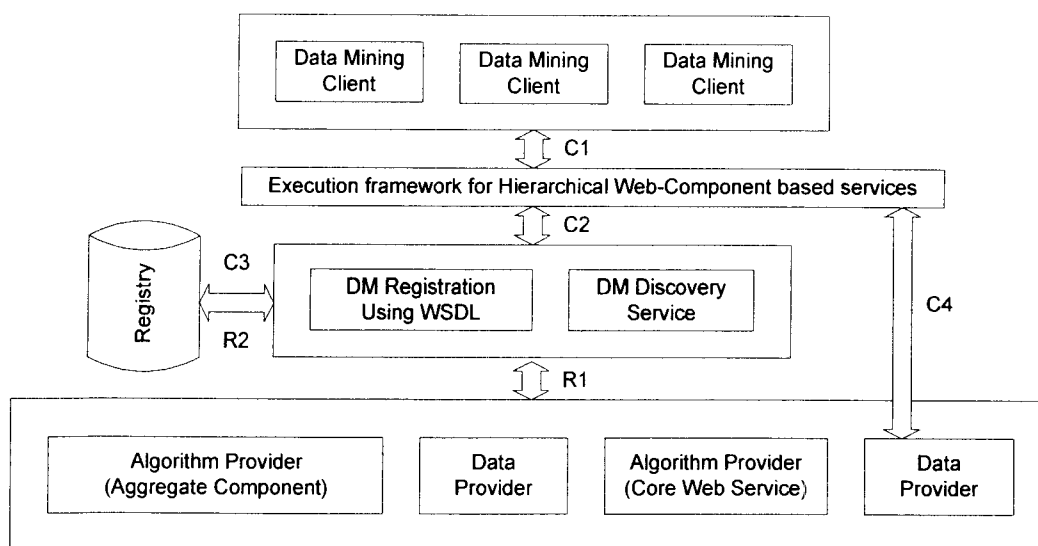 Data Mining
Client
Data Mining
Client
Data Mining
Client
C1
Execution framework for Hierarchical Web-Component based services
C2
Registry
C3
R2
DM Registration
Using WSDL
DM Discovery
Service
C4
R1
Algorithm Provider
(Aggregate Component)
Data
Provider
Algorithm Provider
(Core Web Service)
Data
Provider